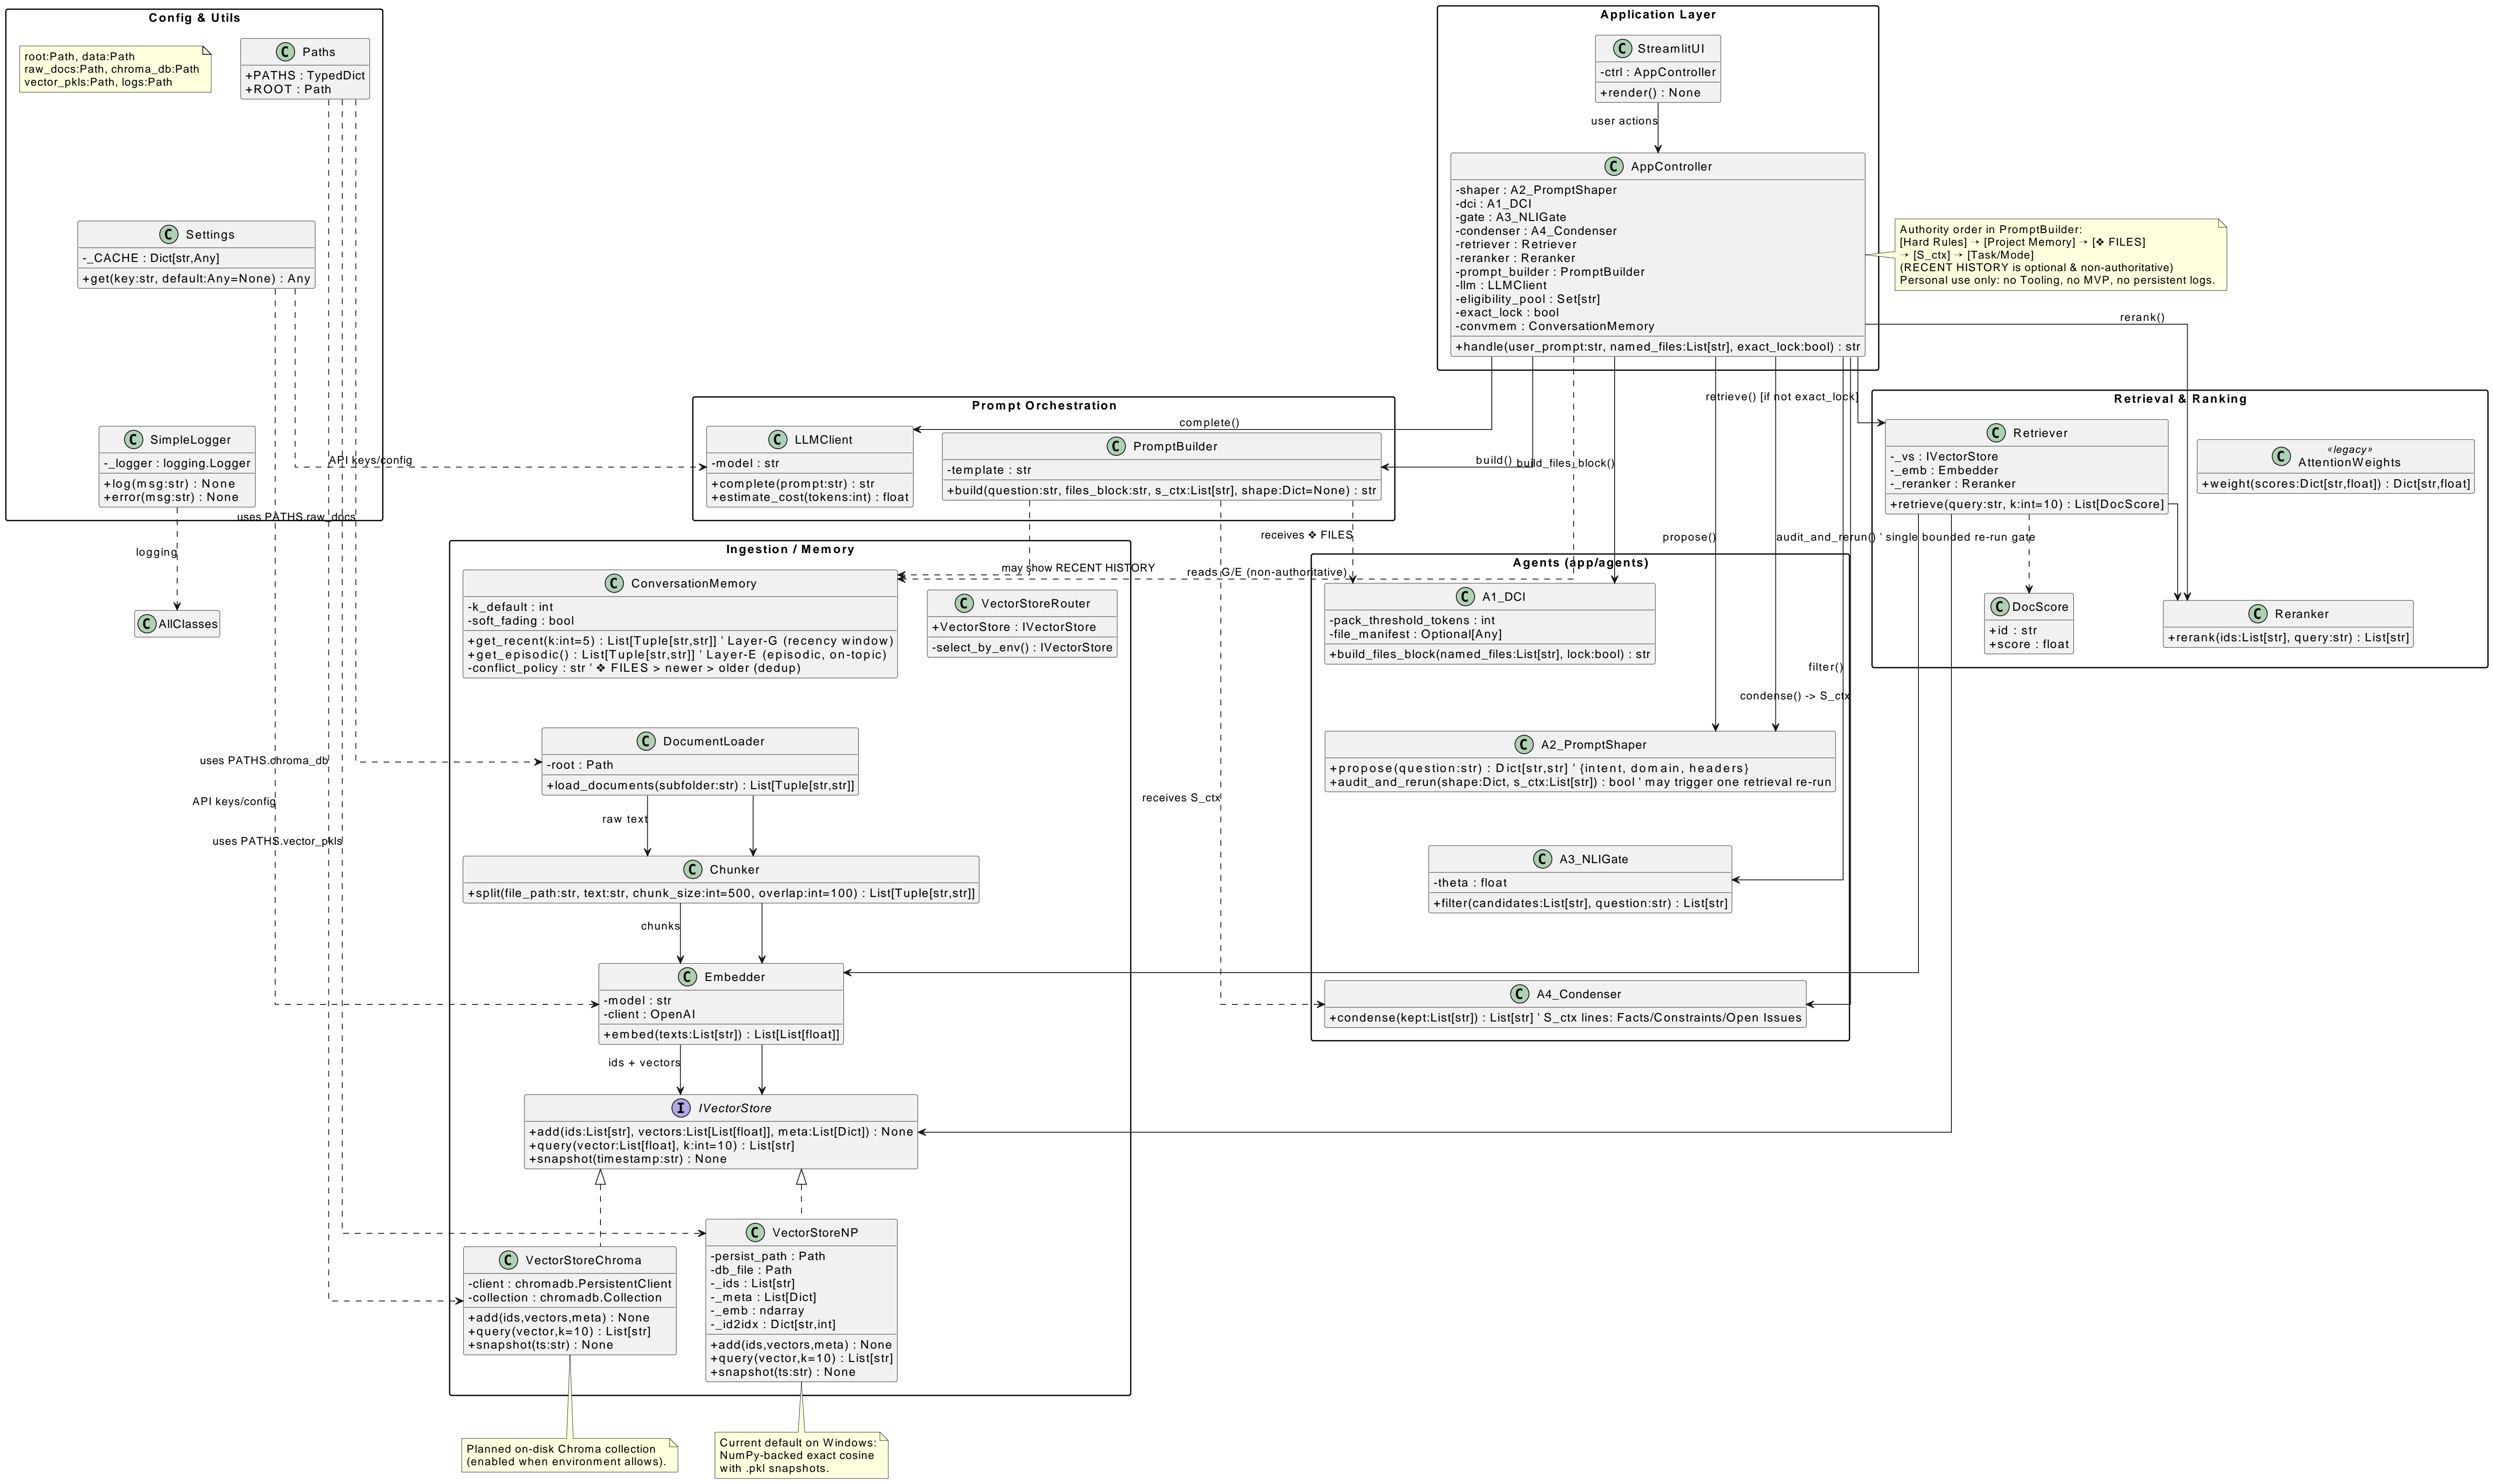 Config & Utils
root:Path, data:Path
raw_docs:Path, chroma_db:Path
vector_pkls:Path, logs:Path
C Paths
+PATHS : TypedDict
+ROOT : Path
C Settings
-_CACHE : Dict[str,Any]
+get(key:str, default:Any=None) : Any
C SimpleLogger
-_logger : logging.Logger
+log(msg:str) : None
+error(msg:str) : None
logging
C AllClasses
API keys/config
uses PATHS.raw_docs
uses PATHS.chroma_db
API keys/config
uses PATHS.vector_pkls
Application Layer
C StreamlitUI
-ctrl : AppController
+render() : None
user actions
C AppController
-shaper : A2_PromptShaper
-dci : A1_DCI
-gate : A3_NLIGate
-condenser : A4_Condenser
-retriever : Retriever
-reranker : Reranker
-prompt_builder : PromptBuilder
-llm : LLMClient
-eligibility_pool : Set[str]
-exact_lock : bool
-convmem : ConversationMemory
+handle(user_prompt:str, named_files:List[str], exact_lock:bool) : str
Authority order in PromptBuilder:
[Hard Rules] → [Project Memory] → [❖ FILES]
→ [S_ctx] → [Task/Mode]
(RECENT HISTORY is optional & non-authoritative)
Personal use only: no Tooling, no MVP, no persistent logs.
rerank()
retrieve() [if not exact_lock]
Prompt Orchestration
complete()
C LLMClient
-model : str
+complete(prompt:str) : str
+estimate_cost(tokens:int) : float
C PromptBuilder
-template : str
+build(question:str, files_block:str, s_ctx:List[str], shape:Dict=None) : str
build()
build_files_block()
Retrieval & Ranking
C Retriever
-_vs : IVectorStore
-_emb : Embedder
-_reranker : Reranker
+retrieve(query:str, k:int=10) : List[DocScore]
C «legacy»
AttentionWeights
+weight(scores:Dict[str,float]) : Dict[str,float]
C DocScore
+id : str
+score : float
C Reranker
+rerank(ids:List[str], query:str) : List[str]
receives ❖ FILES
may show RECENT HISTORY
reads G/E (non-authoritative)
propose()
audit_and_rerun() ' single bounded re-run gate
filter()
condense() -> S_ctx
receives S_ctx
Ingestion / Memory
C ConversationMemory
-k_default : int
-soft_fading : bool
+get_recent(k:int=5) : List[Tuple[str,str]] ' Layer-G (recency window)
+get_episodic() : List[Tuple[str,str]] ' Layer-E (episodic, on-topic)
-conflict_policy : str ' ❖ FILES > newer > older (dedup)
C VectorStoreRouter
+VectorStore : IVectorStore
-select_by_env() : IVectorStore
C DocumentLoader
-root : Path
+load_documents(subfolder:str) : List[Tuple[str,str]]
raw text
C Chunker
+split(file_path:str, text:str, chunk_size:int=500, overlap:int=100) : List[Tuple[str,str]]
chunks
C Embedder
-model : str
-client : OpenAI
+embed(texts:List[str]) : List[List[float]]
ids + vectors
I IVectorStore
+add(ids:List[str], vectors:List[List[float]], meta:List[Dict]) : None
+query(vector:List[float], k:int=10) : List[str]
+snapshot(timestamp:str) : None
C VectorStoreChroma
-client : chromadb.PersistentClient
-collection : chromadb.Collection
+add(ids,vectors,meta) : None
+query(vector,k=10) : List[str]
+snapshot(ts:str) : None
C VectorStoreNP
-persist_path : Path
-db_file : Path
-_ids : List[str]
-_meta : List[Dict]
-_emb : ndarray
-_id2idx : Dict[str,int]
+add(ids,vectors,meta) : None
+query(vector,k=10) : List[str]
+snapshot(ts:str) : None
Planned on-disk Chroma collection
(enabled when environment allows).
Current default on Windows:
NumPy-backed exact cosine
with .pkl snapshots.
Agents (app/agents)
C A1_DCI
-pack_threshold_tokens : int
-file_manifest : Optional[Any]
+build_files_block(named_files:List[str], lock:bool) : str
C A2_PromptShaper
+propose(question:str) : Dict[str,str] ' {intent, domain, headers}
+audit_and_rerun(shape:Dict, s_ctx:List[str]) : bool ' may trigger one retrieval re-run
C A3_NLIGate
-theta : float
+filter(candidates:List[str], question:str) : List[str]
C A4_Condenser
+condense(kept:List[str]) : List[str] ' S_ctx lines: Facts/Constraints/Open Issues